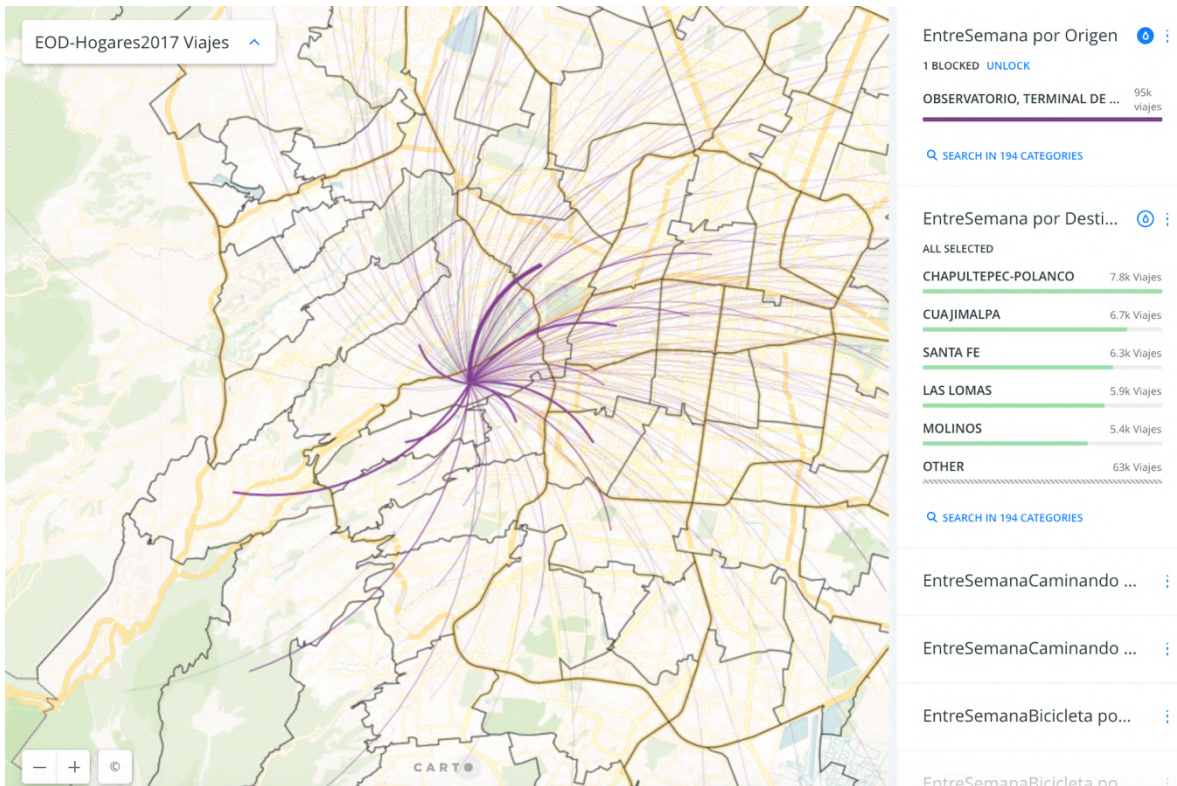 EOD-Hogares2017 Viajes
EntreSemana por Origen
1 BLOCKED UNLOCK
OBSERVATORIO, TERMINAL DE ... 95k viajes
SEARCH IN 194 CATEGORIES
EntreSemana por Desti...
ALL SELECTED
CHAPULTEPEC-POLANCO 7.8k Viajes
CUAJIMALPA 6.7k Viajes
SANTA FE 6.3k Viajes
LAS LOMAS 5.9k Viajes
MOLINOS 5.4k Viajes
OTHER 63k Viajes
SEARCH IN 194 CATEGORIES
EntreSemanaCaminando ...
EntreSemanaCaminando ...
EntreSemanaBicicleta po...
EntreSemanaBicicleta po...
− + ©
CARTO